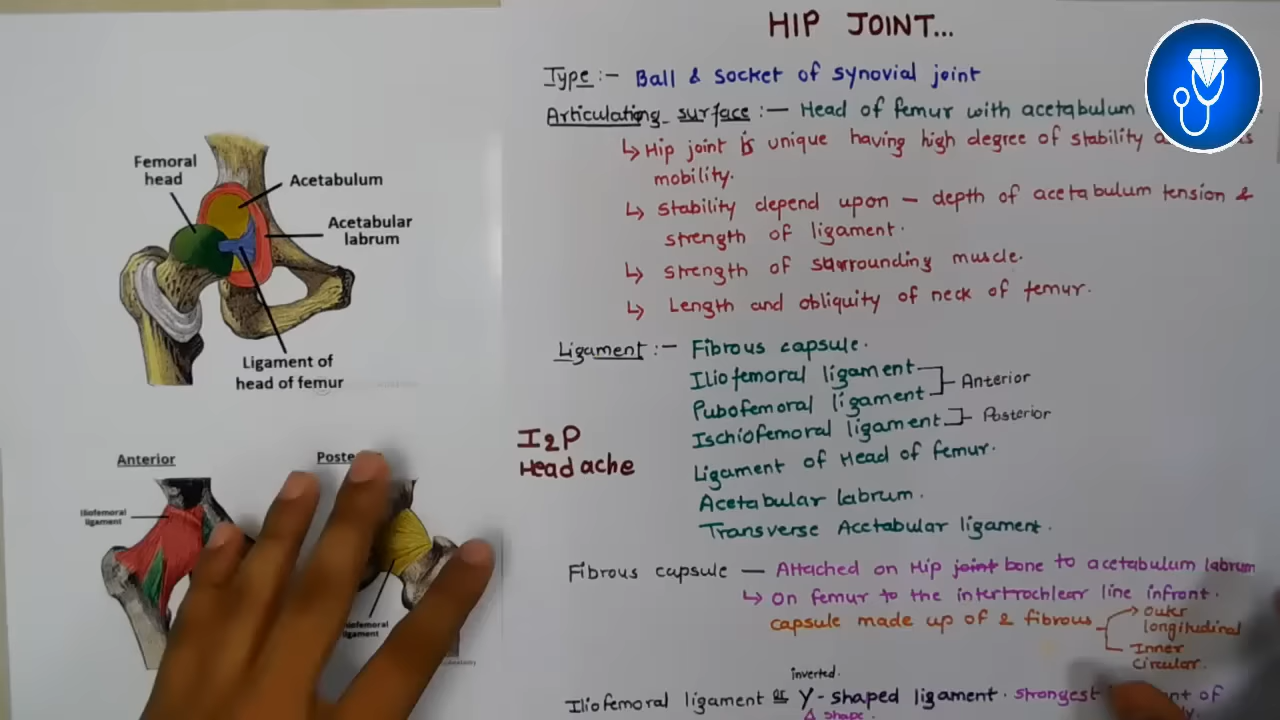 HIP JOINT...
Type :- Ball & socket of synovial joint
Articulating surface :- Head of femur with acetabulum
↳ Hip joint is unique having high degree of stability
mobility.
↳ Stability depend upon - depth of acetabulum tension &
strength of ligament.
↳ Strength of surrounding muscle.
↳ Length and obliquity of neck of femur.
Ligament :- Fibrous capsule.
Iliofemoral ligament
Pubofemoral ligament
Anterior
Ischiofemoral ligament
Posterior
Ligament of Head of femur.
Acetabular labrum.
Transverse Acctabular ligament.
I2P
Headache
Fibrous capsule - Attached on Hip joint bone to acetabulum labrum
↳ on femur to the intertrochlear line infront.
capsule made up of 2 fibrous
outer
longitudinal
Inner
Circular.
inverted.
Iliofemoral ligament or Y-shaped ligament. strongest
Δ shape.
of
Femoral
head
Acetabulum
Acetabular
labrum
Ligament of
head of femur
Anterior
Iliofemoral
ligament